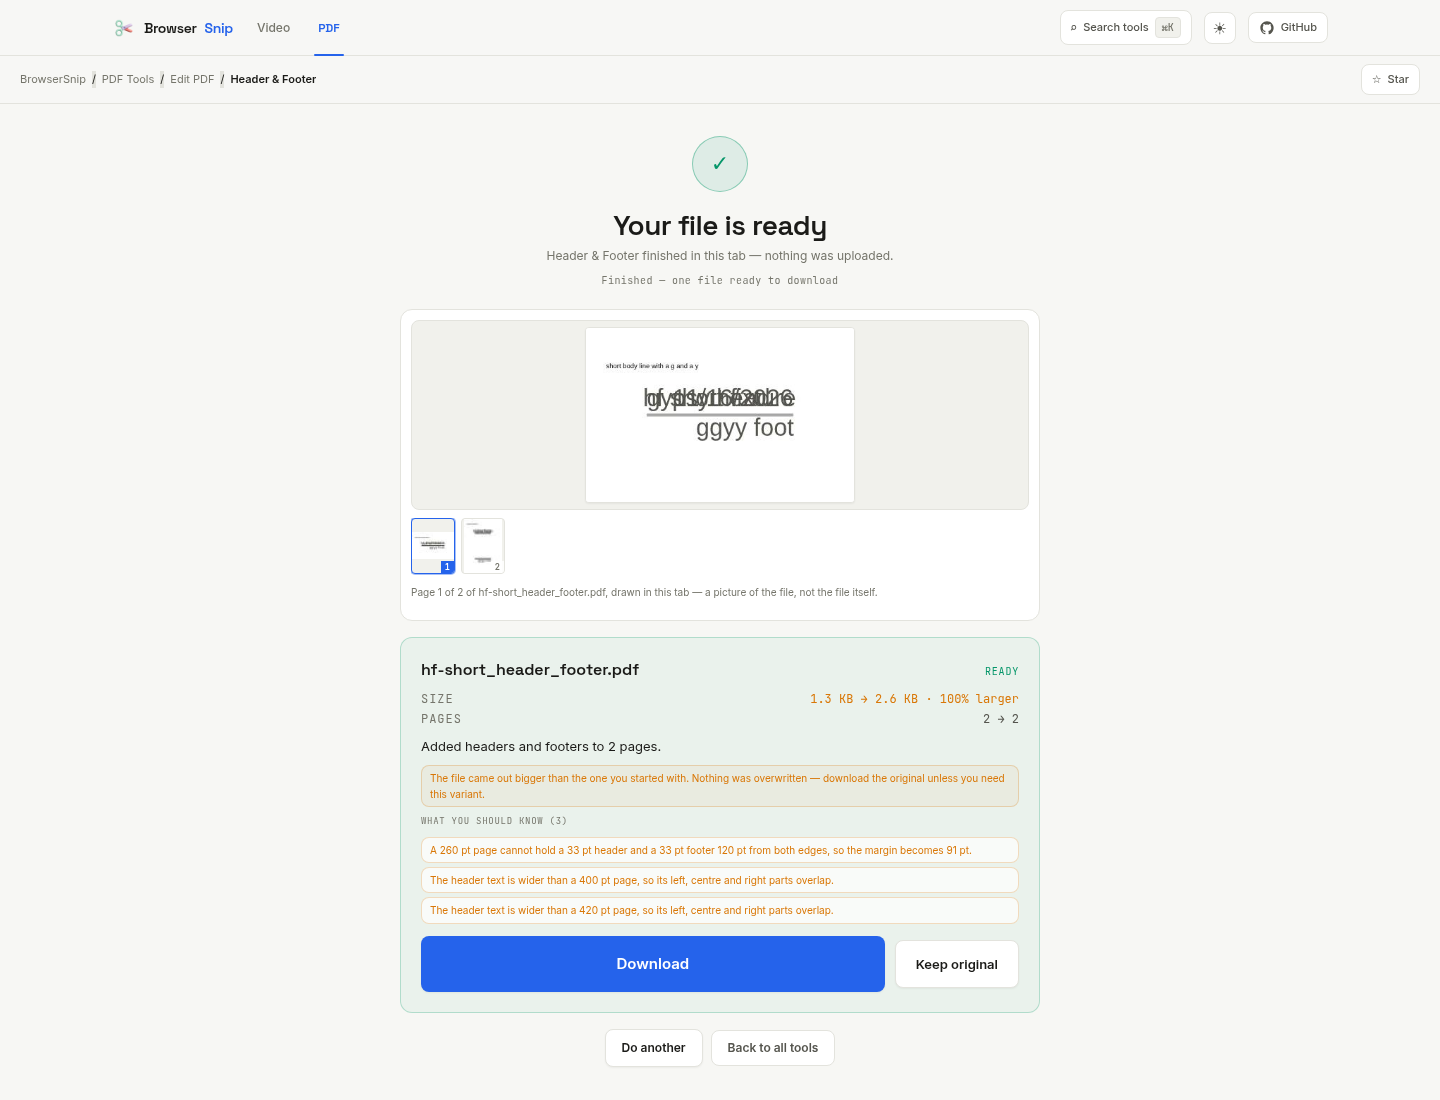 Browser Snip Video PDF
Search tools ⌘K
GitHub
BrowserSnip / PDF Tools / Edit PDF / Header & Footer
☆ Star
✓
Your file is ready
Header & Footer finished in this tab — nothing was uploaded.
Finished — one file ready to download
short body line with a g and a y
ggyy foot
1
2
Page 1 of 2 of hf-short_header_footer.pdf, drawn in this tab — a picture of the file, not the file itself.
hf-short_header_footer.pdf
READY
SIZE
1.3 KB → 2.6 KB · 100% larger
PAGES
2 → 2
Added headers and footers to 2 pages.
The file came out bigger than the one you started with. Nothing was overwritten — download the original unless you need
this variant.
WHAT YOU SHOULD KNOW (3)
A 260 pt page cannot hold a 33 pt header and a 33 pt footer 120 pt from both edges, so the margin becomes 91 pt.
The header text is wider than a 400 pt page, so its left, centre and right parts overlap.
The header text is wider than a 420 pt page, so its left, centre and right parts overlap.
Download
Keep original
Do another
Back to all tools